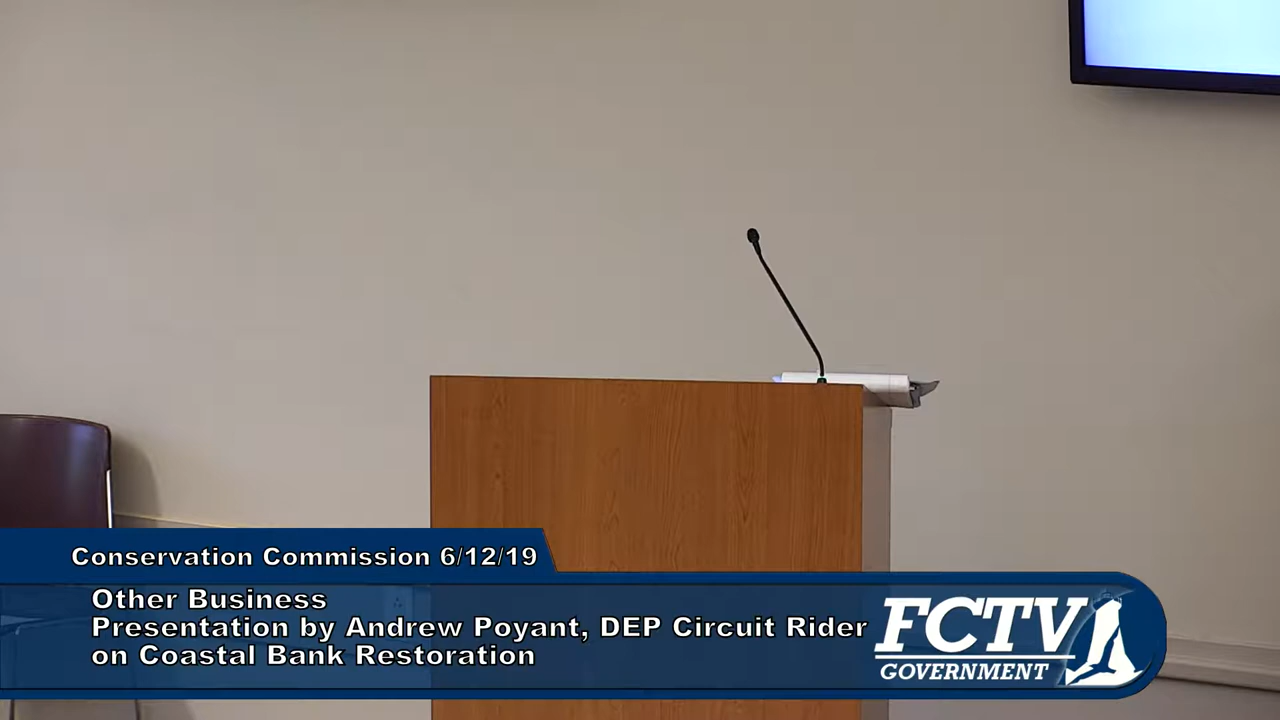 Conservation Commission 6/12/19
Other Business
Presentation by Andrew Poyant, DEP Circuit Rider
on Coastal Bank Restoration
FCTV
GOVERNMENT